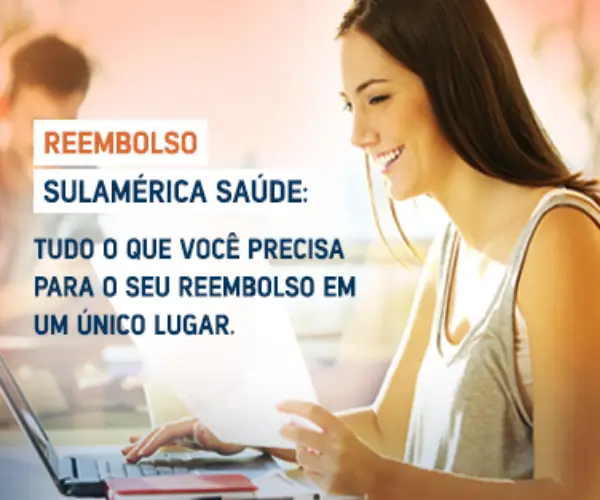 REEMBOLSO
SULAMÉRICA SAÚDE:
TUDO O QUE VOCÊ PRECISA
PARA O SEU REEMBOLSO EM
UM ÚNICO LUGAR.